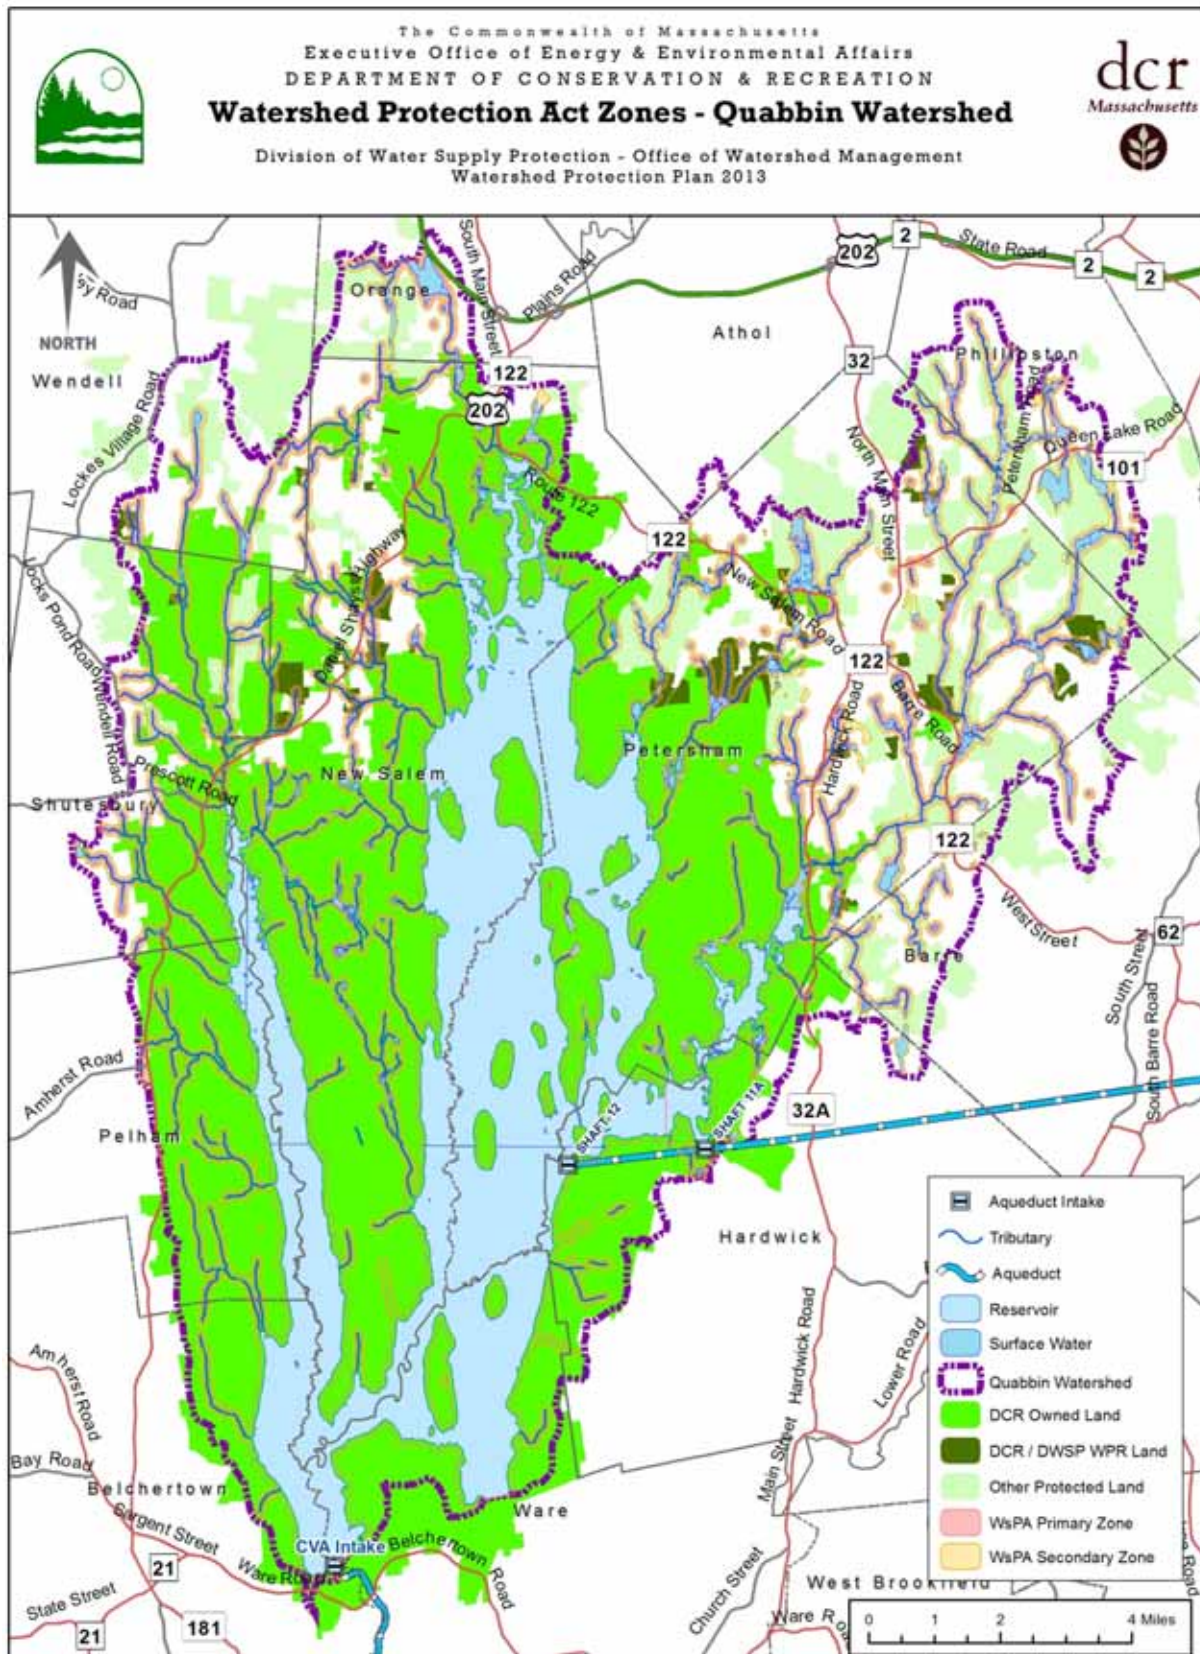 The Commonwealth of Massachusetts
Executive Office of Energy & Environmental Affairs
DEPARTMENT OF CONSERVATION & RECREATION
Watershed Protection Act Zones - Quabbin Watershed
Division of Water Supply Protection - Office of Watershed Management
Watershed Protection Plan 2013
dcr
Massachusetts
NORTH
Wendell
Orange
South Main Street
Plains Road
202
2
State Road
2
2
Athol
Phillipston
32
122
202
Lockes Village Road
North Main Street
Petersham Road
Queen Lake Road
101
Route 122
122
New Salem Road
Daniel Shays Highway
Locks Pond Road
Wendell Road
122
Barre Road
Hardwick Road
Petersham
New Salem
Prescott Road
Shutesbury
122
West Street
62
Barre
South Street
South Barre Road
Amherst Road
Pelham
SHAFT-12
SHAFT 11A
32A
Hardwick
Hardwick Road
Lower Road
Main Street
Amherst Road
Bay Road
Belchertown
Sargent Street
Ware
CVA Intake
Belchertown Road
Ware Road
21
State Street
21
181
Church Street
West Brookfield
Ware Ro
Aqueduct Intake
Tributary
Aqueduct
Reservoir
Surface Water
Quabbin Watershed
DCR Owned Land
DCR / DWSP WPR Land
Other Protected Land
WsPA Primary Zone
WsPA Secondary Zone
0 1 2 4 Miles